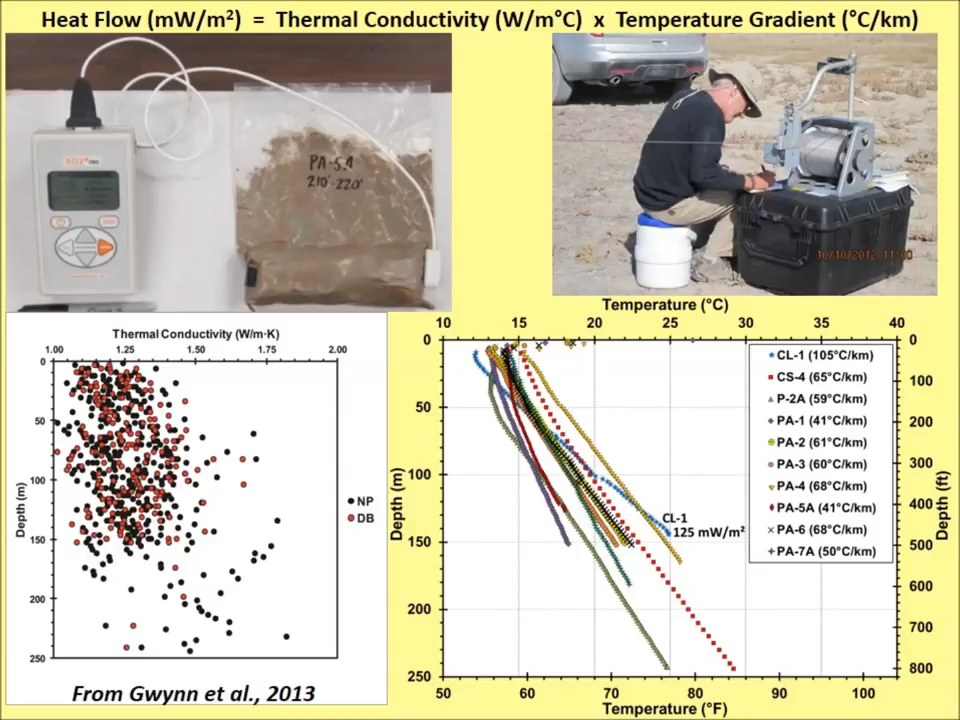 Heat Flow (mW/m²) = Thermal Conductivity (W/m°C) x Temperature Gradient (°C/km)
PA-5A
210'-220'
10/10/2012 11:00
Thermal Conductivity (W/m·K)
1.00 1.25 1.50 1.75 2.00
0
50
100
150
200
250
Depth (m)
NP
DB
From Gwynn et al., 2013
Temperature (°C)
10 15 20 25 30 35 40
0
50
100
150
200
250
Depth (m)
CL-1
125 mW/m²
CL-1 (105°C/km)
CS-4 (65°C/km)
P-2A (59°C/km)
PA-1 (41°C/km)
PA-2 (61°C/km)
PA-3 (60°C/km)
PA-4 (68°C/km)
PA-5A (41°C/km)
PA-6 (68°C/km)
PA-7A (50°C/km)
0
100
200
300
400
500
600
700
800
Depth (ft)
50 60 70 80 90 100
Temperature (°F)